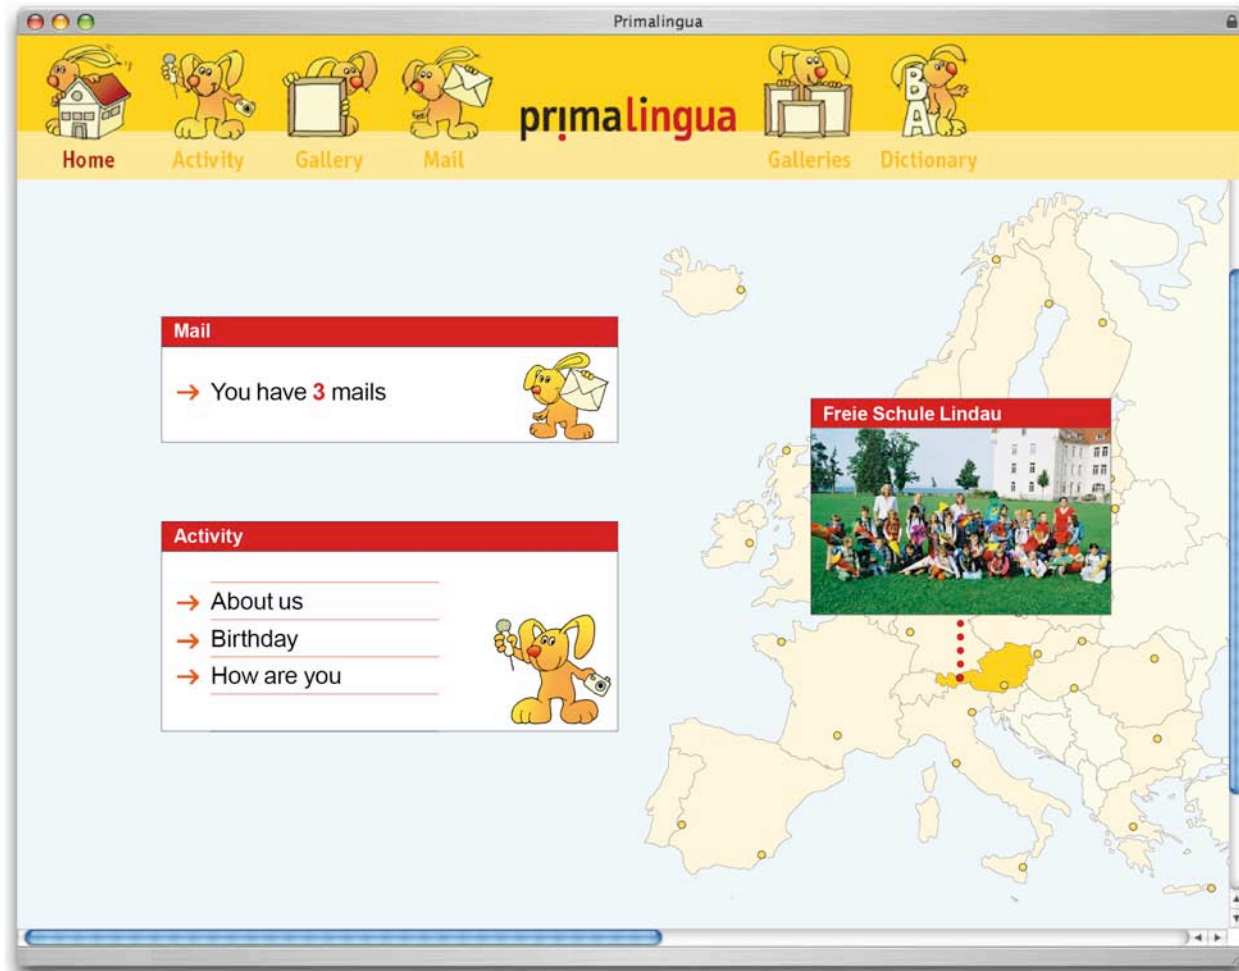 Primalingua
Home
Activity
Gallery
Mail
primalingua
Galleries
Dictionary
B
A
Mail
You have 3 mails
Freie Schule Lindau
Activity
About us
Birthday
How are you